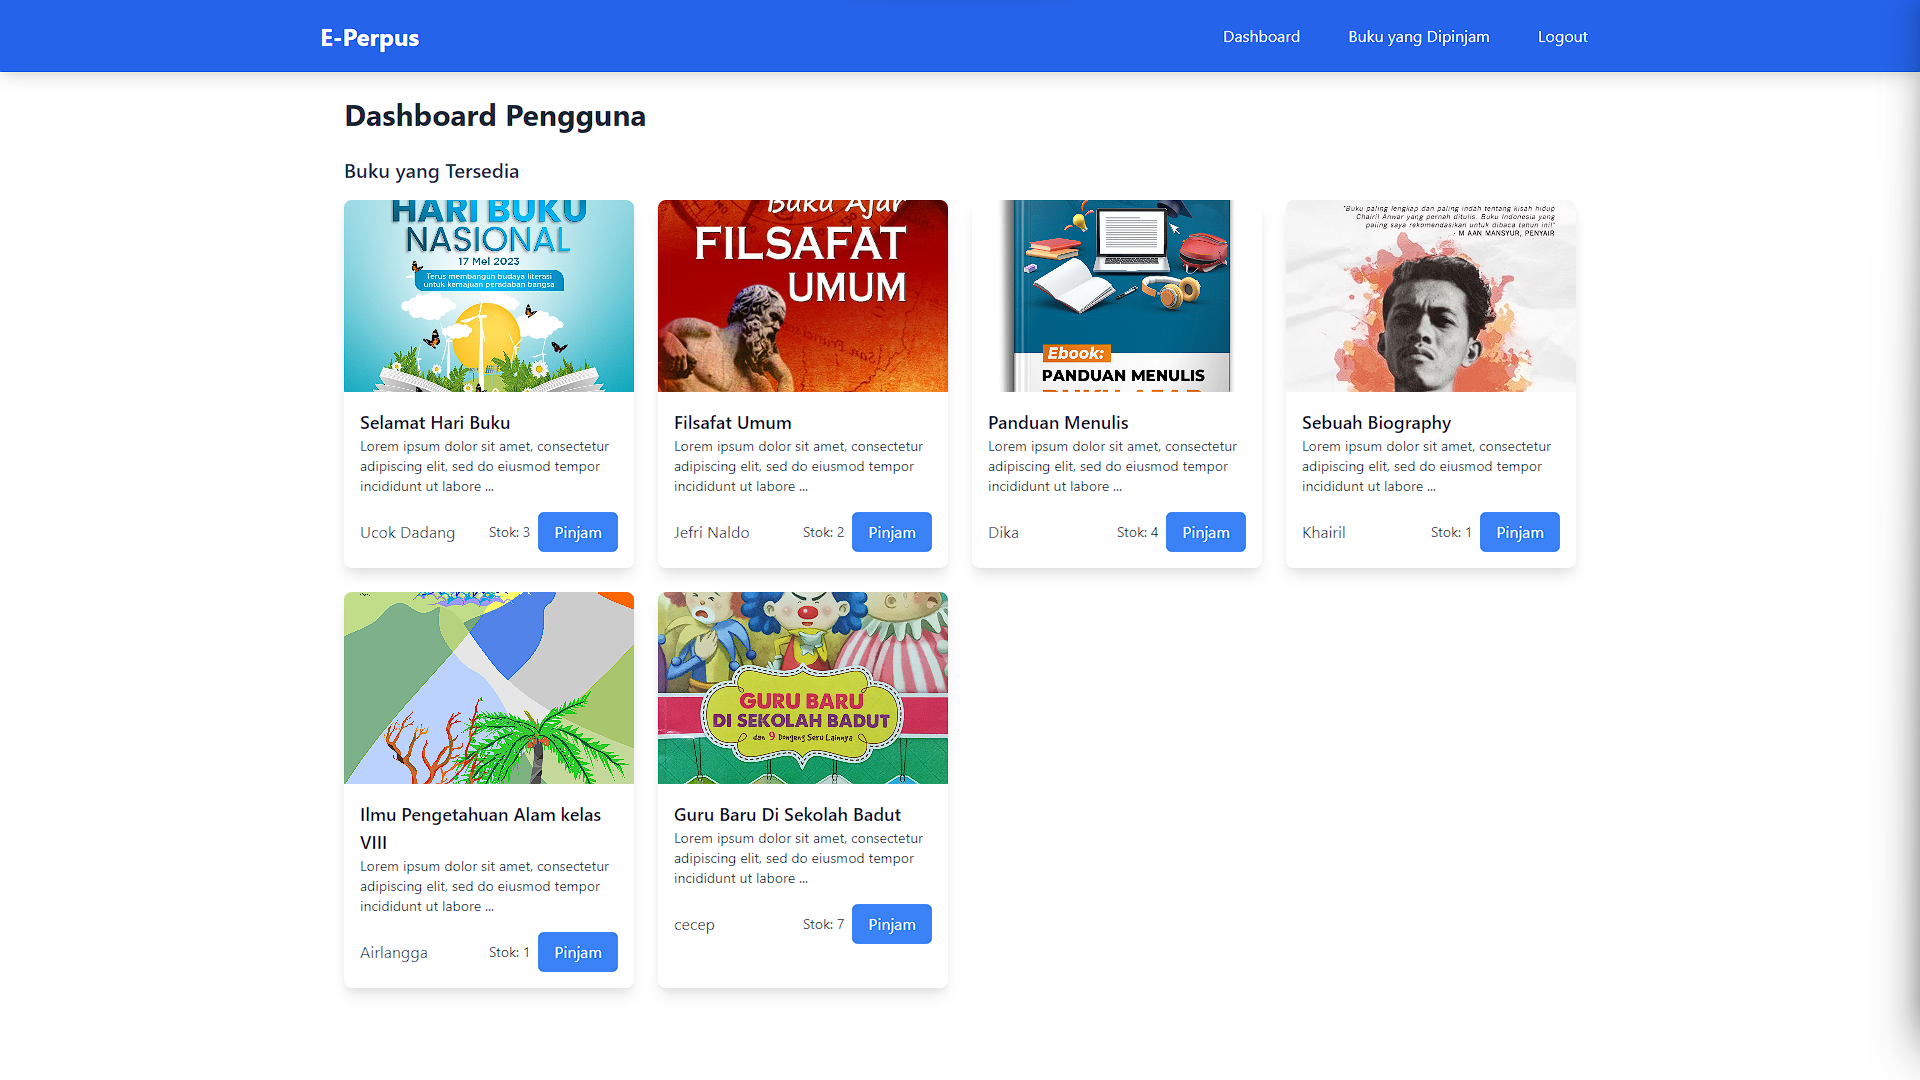 E-Perpus
Dashboard
Buku yang Dipinjam
Logout
Dashboard Pengguna
Buku yang Tersedia
HARI BUKU
NASIONAL
17 Mei 2023
Terus membangun budaya literasi
untuk kemajuan peradaban bangsa
Selamat Hari Buku
Lorem ipsum dolor sit amet, consectetur
adipiscing elit, sed do eiusmod tempor
incididunt ut labore ...
Ucok Dadang
Stok: 3
Pinjam
Buku Ajar
FILSAFAT
UMUM
Filsafat Umum
Lorem ipsum dolor sit amet, consectetur
adipiscing elit, sed do eiusmod tempor
incididunt ut labore ...
Jefri Naldo
Stok: 2
Pinjam
Ebook:
PANDUAN MENULIS
BUKU AJAR
Panduan Menulis
Lorem ipsum dolor sit amet, consectetur
adipiscing elit, sed do eiusmod tempor
incididunt ut labore ...
Dika
Stok: 4
Pinjam
"Buku paling lengkap dan paling indah tentang kisah hidup
Chairil Anwar yang pernah ditulis. Buku Indonesia yang
paling saya rekomendasikan untuk dibaca tahun ini!"
- M AAN MANSYUR, PENYAIR
Sebuah Biography
Lorem ipsum dolor sit amet, consectetur
adipiscing elit, sed do eiusmod tempor
incididunt ut labore ...
Khairil
Stok: 1
Pinjam
Ilmu Pengetahuan Alam kelas
VIII
Lorem ipsum dolor sit amet, consectetur
adipiscing elit, sed do eiusmod tempor
incididunt ut labore ...
Airlangga
Stok: 1
Pinjam
GURU BARU
DI SEKOLAH BADUT
dan 9 Dongeng Seru Lainnya
Guru Baru Di Sekolah Badut
Lorem ipsum dolor sit amet, consectetur
adipiscing elit, sed do eiusmod tempor
incididunt ut labore ...
cecep
Stok: 7
Pinjam